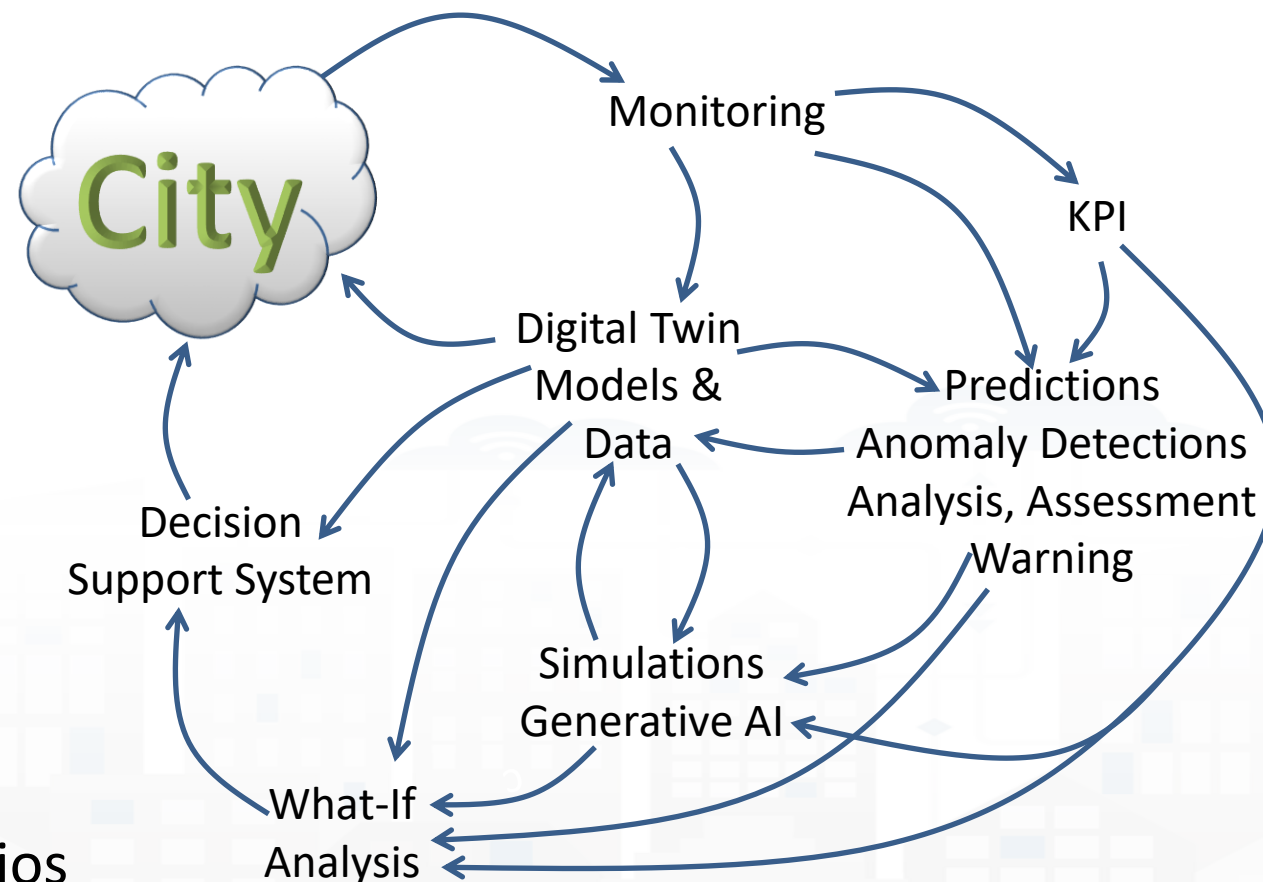 City
Monitoring
KPI
Digital Twin
Models &
Data
Predictions
Anomaly Detections
Analysis, Assessment
Warning
Decision
Support System
Simulations
Generative AI
What-If
Analysis
ios